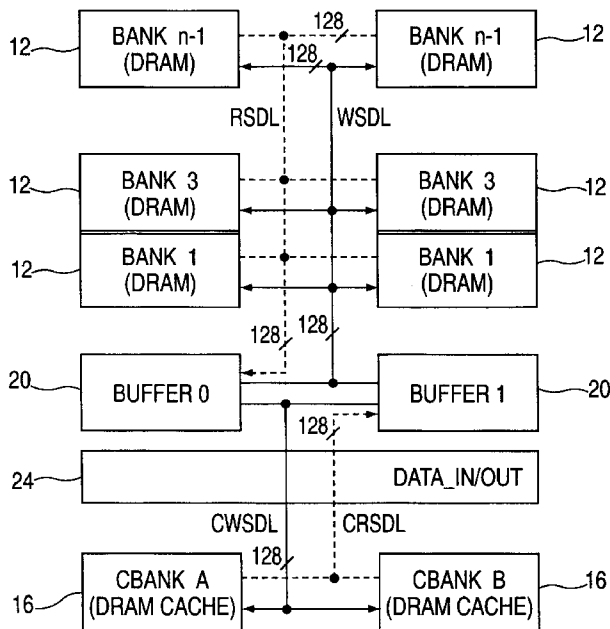 128
12 BANK n-1 BANK n-1 12
(DRAM) 128 (DRAM)
RSDL WSDL
12 BANK 3 BANK 3 12
(DRAM) (DRAM)
12 BANK 1 BANK 1 12
(DRAM) (DRAM)
128 128
20 BUFFER 0 BUFFER 1 20
128
24 DATA_IN/OUT
CWSDL CRSDL
128
CBANK A CBANK B 16
16 (DRAM CACHE) (DRAM CACHE)